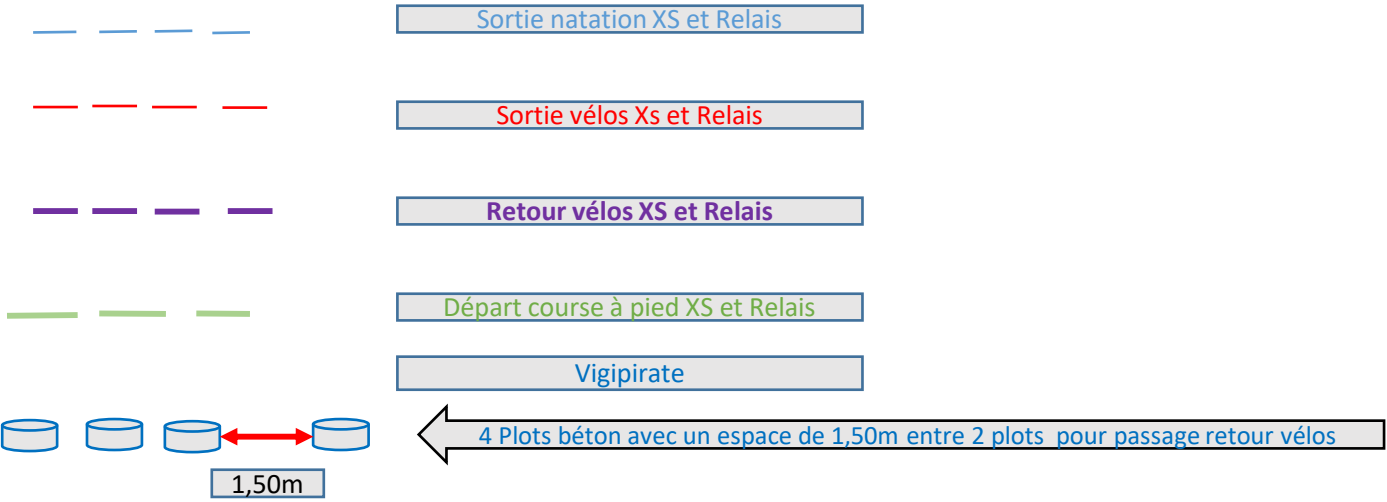 Sortie natation XS et Relais
Sortie vélos Xs et Relais
Retour vélos XS et Relais
Départ course à pied XS et Relais
Vigipirate
4 Plots béton avec un espace de 1,50m entre 2 plots pour passage retour vélos
1,50m